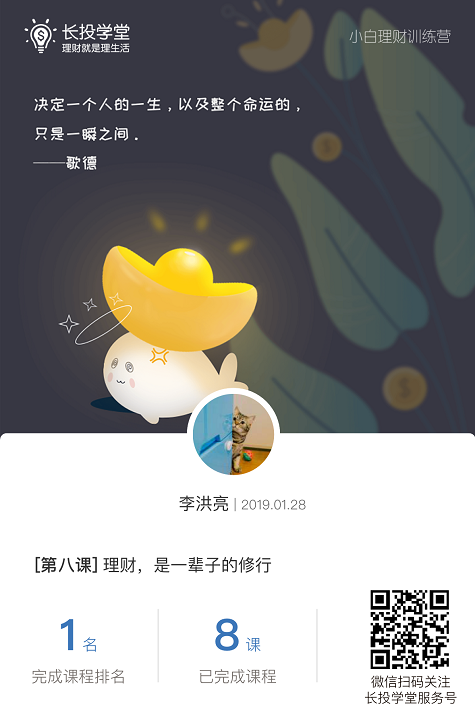 长投学堂
理财就是理生活
小白理财训练营
决定一个人的一生，以及整个命运的，
只是一瞬之间．
——歌德
李洪亮 | 2019.01.28
[第八课] 理财，是一辈子的修行
1 名
完成课程排名
8 课
已完成课程
微信扫码关注
长投学堂服务号